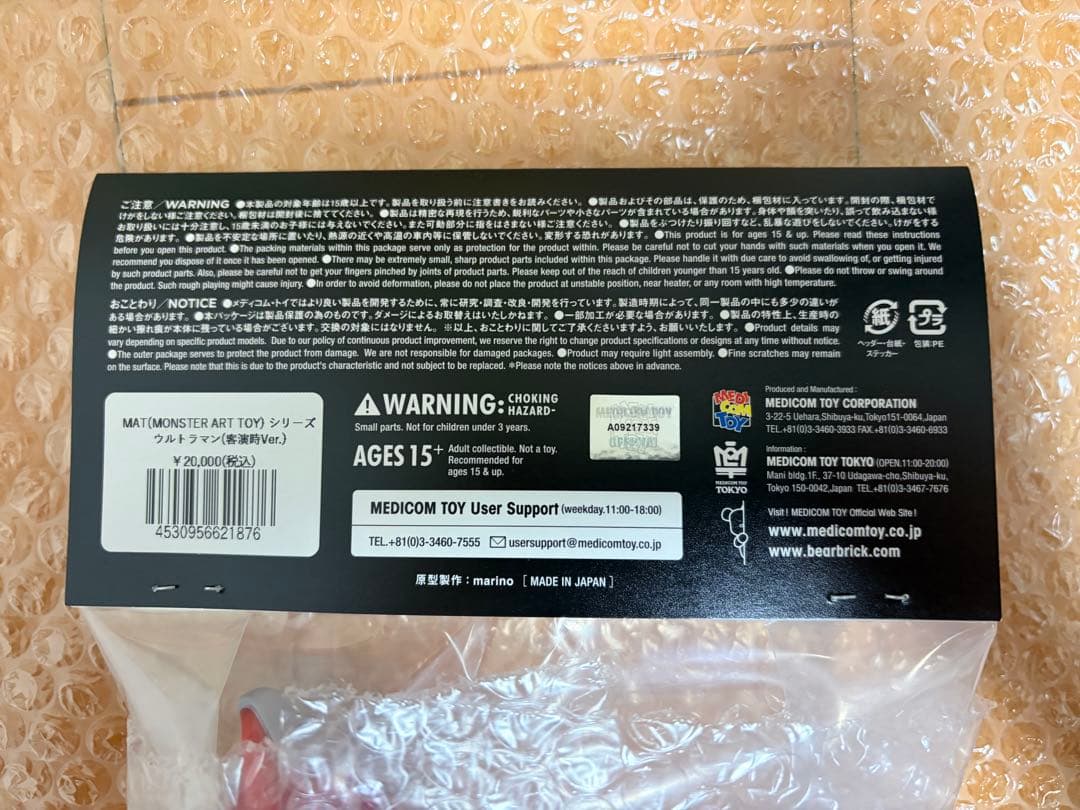 ご注意／WARNING ●本製品の対象年齢は15歳以上です。製品を取り扱う前に注意書きをお読みください。 ●製品およびその部品は、保護のため、梱包材に入っています。開封の際、梱包材で
けがをしない様ご注意ください。梱包材は開封後に捨ててください。 ●製品は精密な再現を行うため、鋭利なパーツや小さなパーツが含まれている場合があります。身体や顔を突いたり、誤って飲み込まない様
お取り扱いには十分注意し、15歳未満のお子様には与えないでください。また可動部分に指をはさまない様ご注意ください。 ●製品をぶつけたり振り回すなど、乱暴な遊びをしないでください。けがをする
危険があります。 ●製品を不安定な場所に置いたり、熱源の近くや高温の車内等に保管しないでください。変形する恐れがあります。 ●This product is for ages 15 & up. Please read these instructions
before you open this product. ●The packing materials within this package serve only as protection for the product within. Please be careful not to cut your hands with such materials when you open it. We
recommend you dispose of it once it has been opened. ●There may be extremely small, sharp product parts included within this package. Please handle it with due care to avoid swallowing of, or getting injured
by such product parts. Also, please be careful not to get your fingers pinched by joints of product parts. Please keep out of the reach of children younger than 15 years old. ●Please do not throw or swing around
the product. Such rough playing might cause injury. ●In order to avoid deformation, please do not place the product at unstable position, near heater, or any room with high temperature.
おことわり／NOTICE ●メディコム・トイではより良い製品を開発するために、常に研究・調査・改良・開発を行っています。製造時期によって、同一製品の中にも多少の違いが
ある場合があります。 ●本パッケージは製品保護の為のものです。ダメージによるお取替えはいたしかねます。 ●一部加工が必要な場合があります。 ●製品の特性上、生産時の
細かい擦れ痕が本体に残っている場合がございます。交換の対象にはなりません。 ※以上、おことわりに関してご了承くださいますよう、お願いいたします。 ●Product details may
vary depending on specific product models. Due to our policy of continuous product improvement, we reserve the right to change product specifications or designs at any time without notice.
●The outer package serves to protect the product from damage. We are not responsible for damaged packages. ●Product may require light assembly. ●Fine scratches may remain
on the surface. Please note that this is due to the product's characteristic and not subject to be replaced. ※Please note the notices above in advance.
紙
ヘッダー・台紙・
ステッカー
プラ
包装:PE
MAT(MONSTER ART TOY) シリーズ
ウルトラマン(客演時Ver.)
￥20,000(税込)
4530956621876
WARNING: CHOKING
HAZARD-
Small parts. Not for children under 3 years.
AGES 15+ Adult collectible. Not a toy.
Recommended for
ages 15 & up.
MEDICOM TOY
A09217339
OFFICIAL
MEDICOM TOY User Support (weekday.11:00-18:00)
TEL.+81(0)3-3460-7555 usersupport@medicomtoy.co.jp
原型製作：marino [ MADE IN JAPAN ]
MEDI
COM
TOY
Produced and Manufactured :
MEDICOM TOY CORPORATION
3-22-5 Uehara,Shibuya-ku,Tokyo151-0064,Japan
TEL.+81(0)3-3460-3933 FAX.+81(0)3-3460-6933
MEDICOM TOY
TOKYO
Information :
MEDICOM TOY TOKYO (OPEN.11:00-20:00)
Mani bldg.1F., 37-10 Udagawa-cho,Shibuya-ku,
Tokyo 150-0042,Japan TEL.+81(0)3-3467-7676
Visit ! MEDICOM TOY Official Web Site !
www.medicomtoy.co.jp
www.bearbrick.com